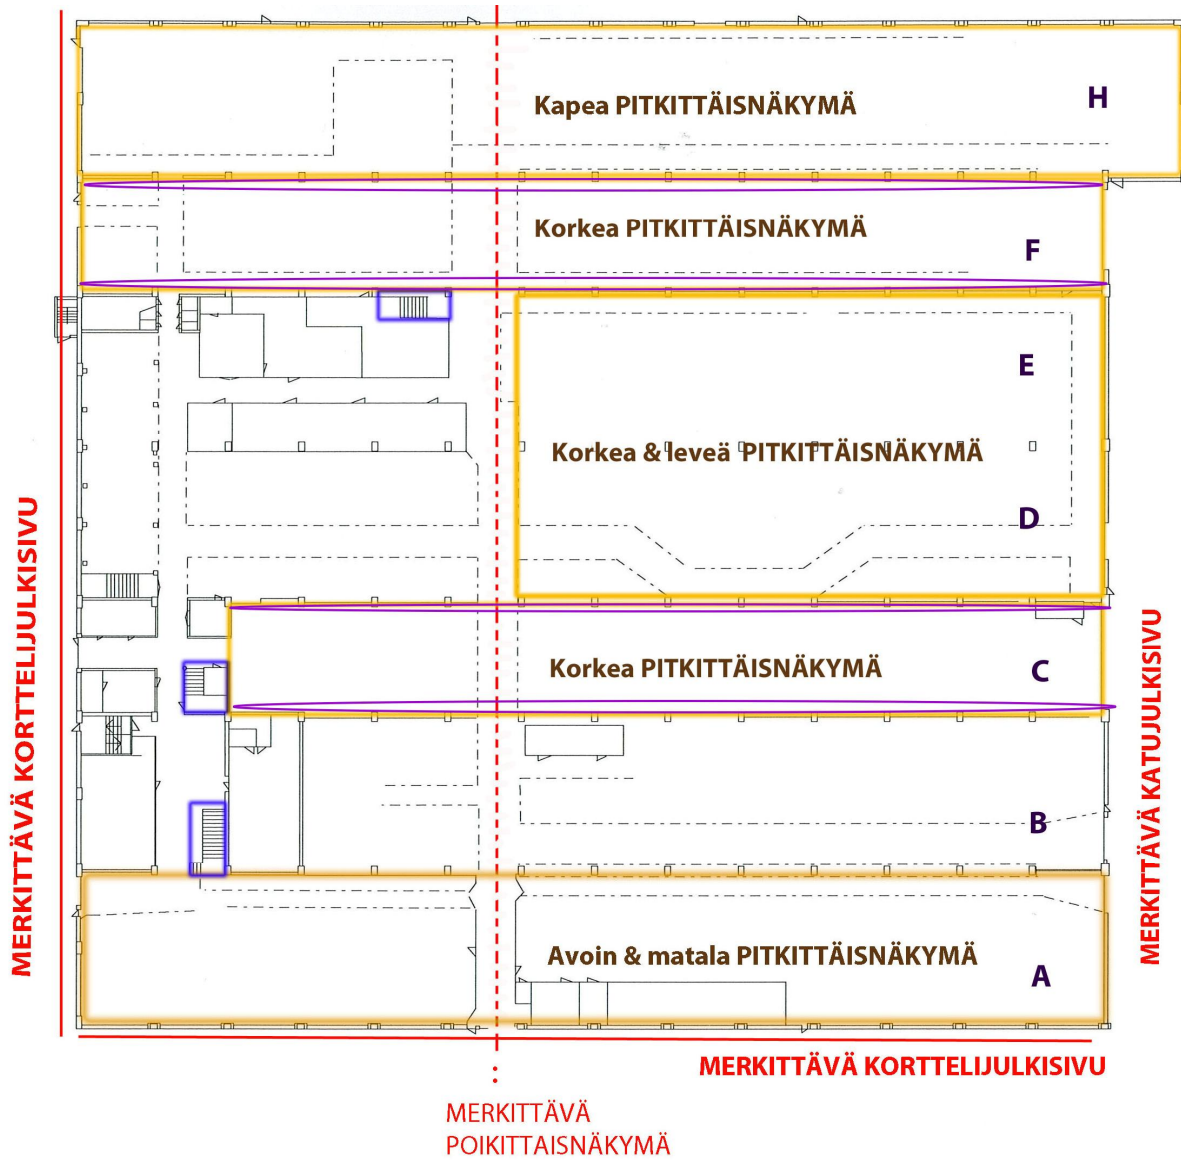 Kapea PITKITTÄISNÄKYMÄ
H
Korkea PITKITTÄISNÄKYMÄ
F
E
Korkea & leveä PITKITTÄISNÄKYMÄ
D
MERKITTÄVÄ KORTTELIJULKISIVU
MERKITTÄVÄ KATUJULKISIVU
Korkea PITKITTÄISNÄKYMÄ
C
B
Avoin & matala PITKITTÄISNÄKYMÄ
A
MERKITTÄVÄ KORTTELIJULKISIVU
MERKITTÄVÄ
POIKITTAISNÄKYMÄ